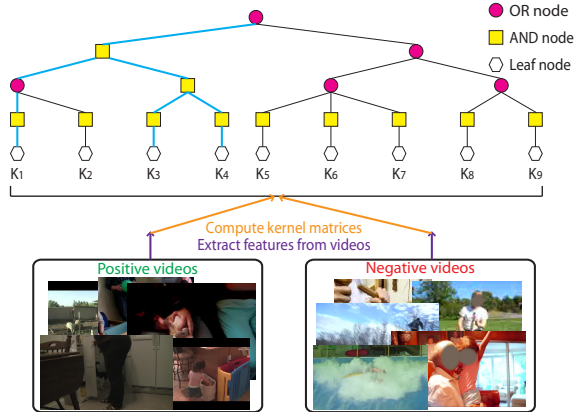 OR node
AND node
Leaf node
K1 K2 K3 K4 K5 K6 K7 K8 K9
Compute kernel matrices
Extract features from videos
Positive videos
Negative videos